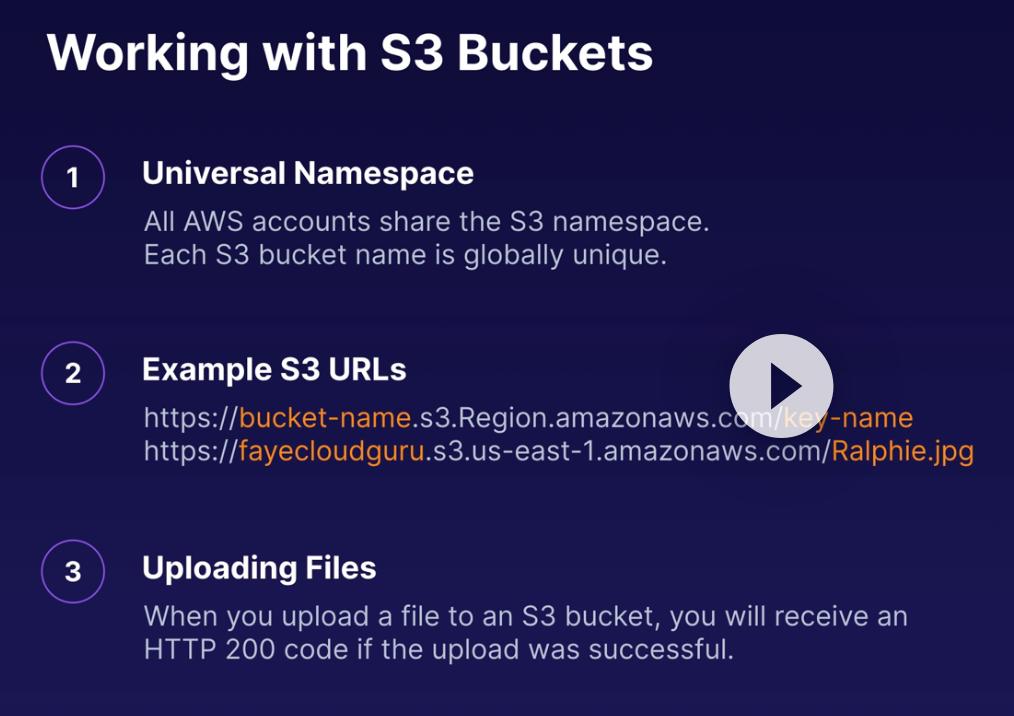 Working with S3 Buckets
1
Universal Namespace
All AWS accounts share the S3 namespace.
Each S3 bucket name is globally unique.
2
Example S3 URLs
https://bucket-name.s3.Region.amazonaws.com/key-name
https://fayecloudguru.s3.us-east-1.amazonaws.com/Ralphie.jpg
3
Uploading Files
When you upload a file to an S3 bucket, you will receive an
HTTP 200 code if the upload was successful.